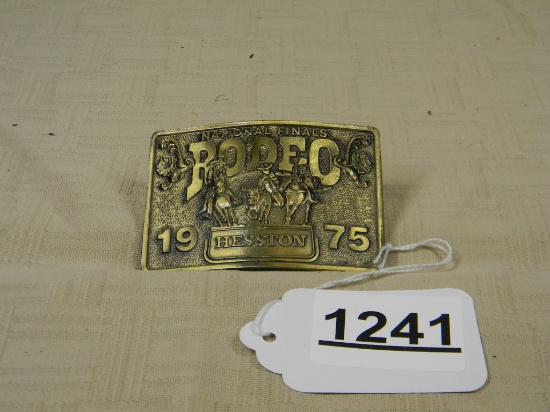 NATIONAL FINALS
RODEO
19 75
HESSTON
1241